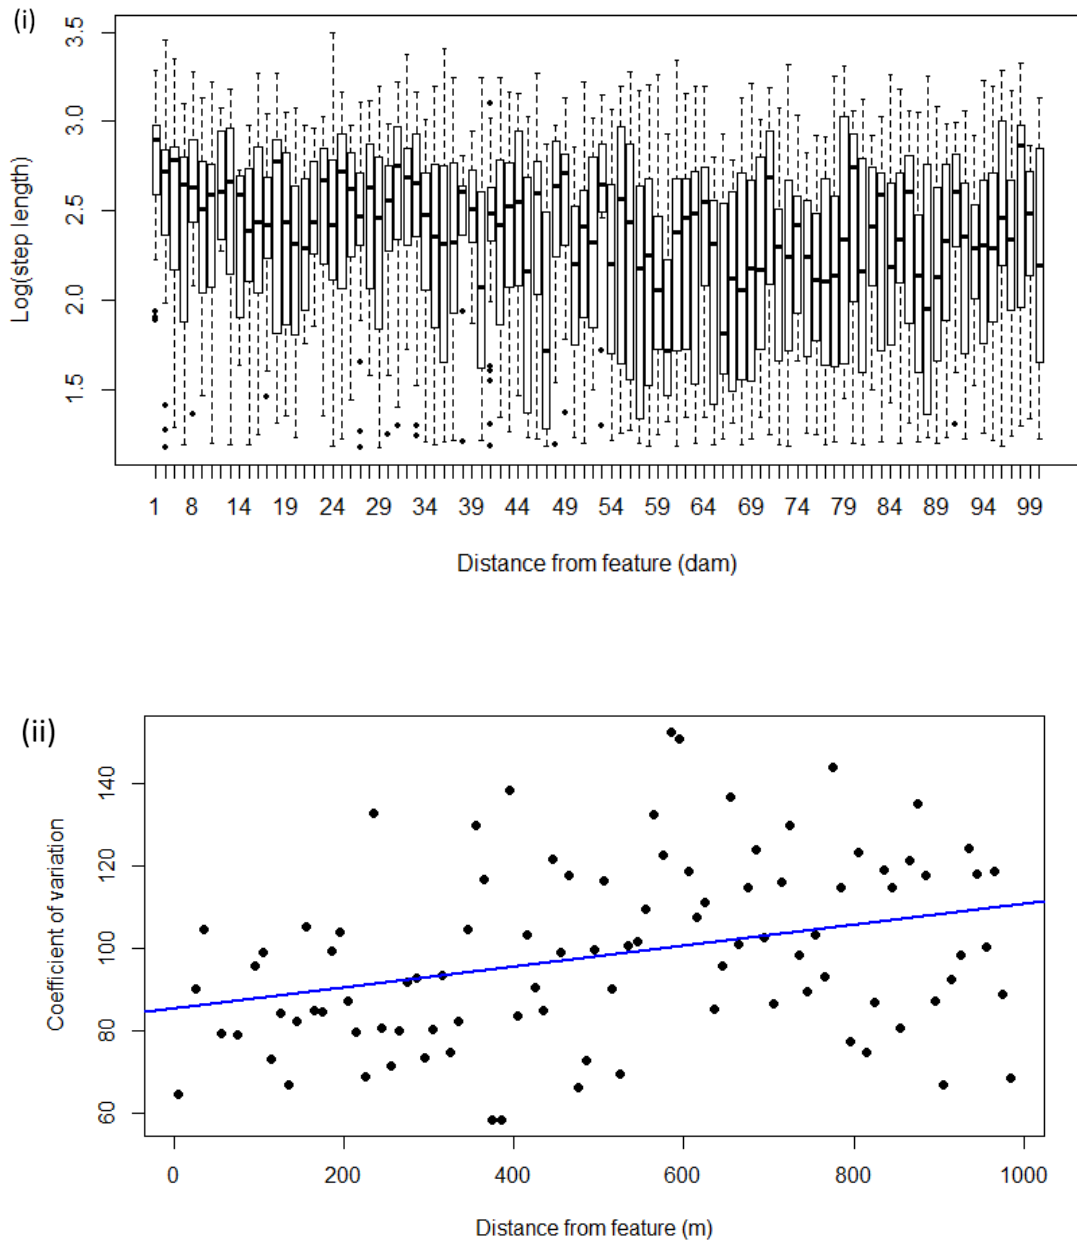 (i)
Log(step length)
3.5
3.0
2.5
2.0
1.5
1 8 14 19 24 29 34 39 44 49 54 59 64 69 74 79 84 89 94 99
Distance from feature (dam)
(ii)
Coefficient of variation
140
120
100
80
60
0 200 400 600 800 1000
Distance from feature (m)